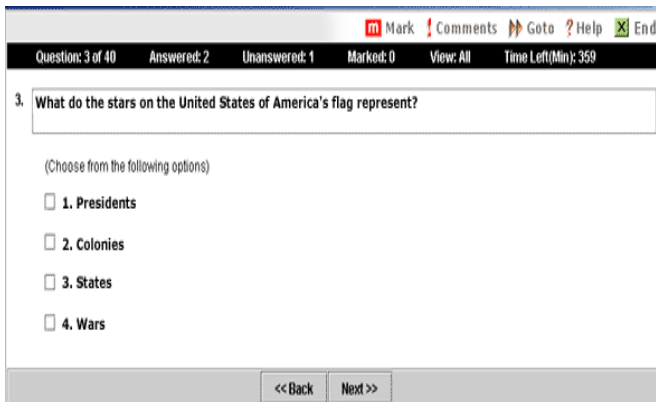 m Mark ! Comments Goto ? Help X End
Question: 3 of 40 Answered: 2 Unanswered: 1 Marked: 0 View: All Time Left(Min): 359
3. What do the stars on the United States of America's flag represent?
(Choose from the following options)
1. Presidents
2. Colonies
3. States
4. Wars
<< Back Next >>